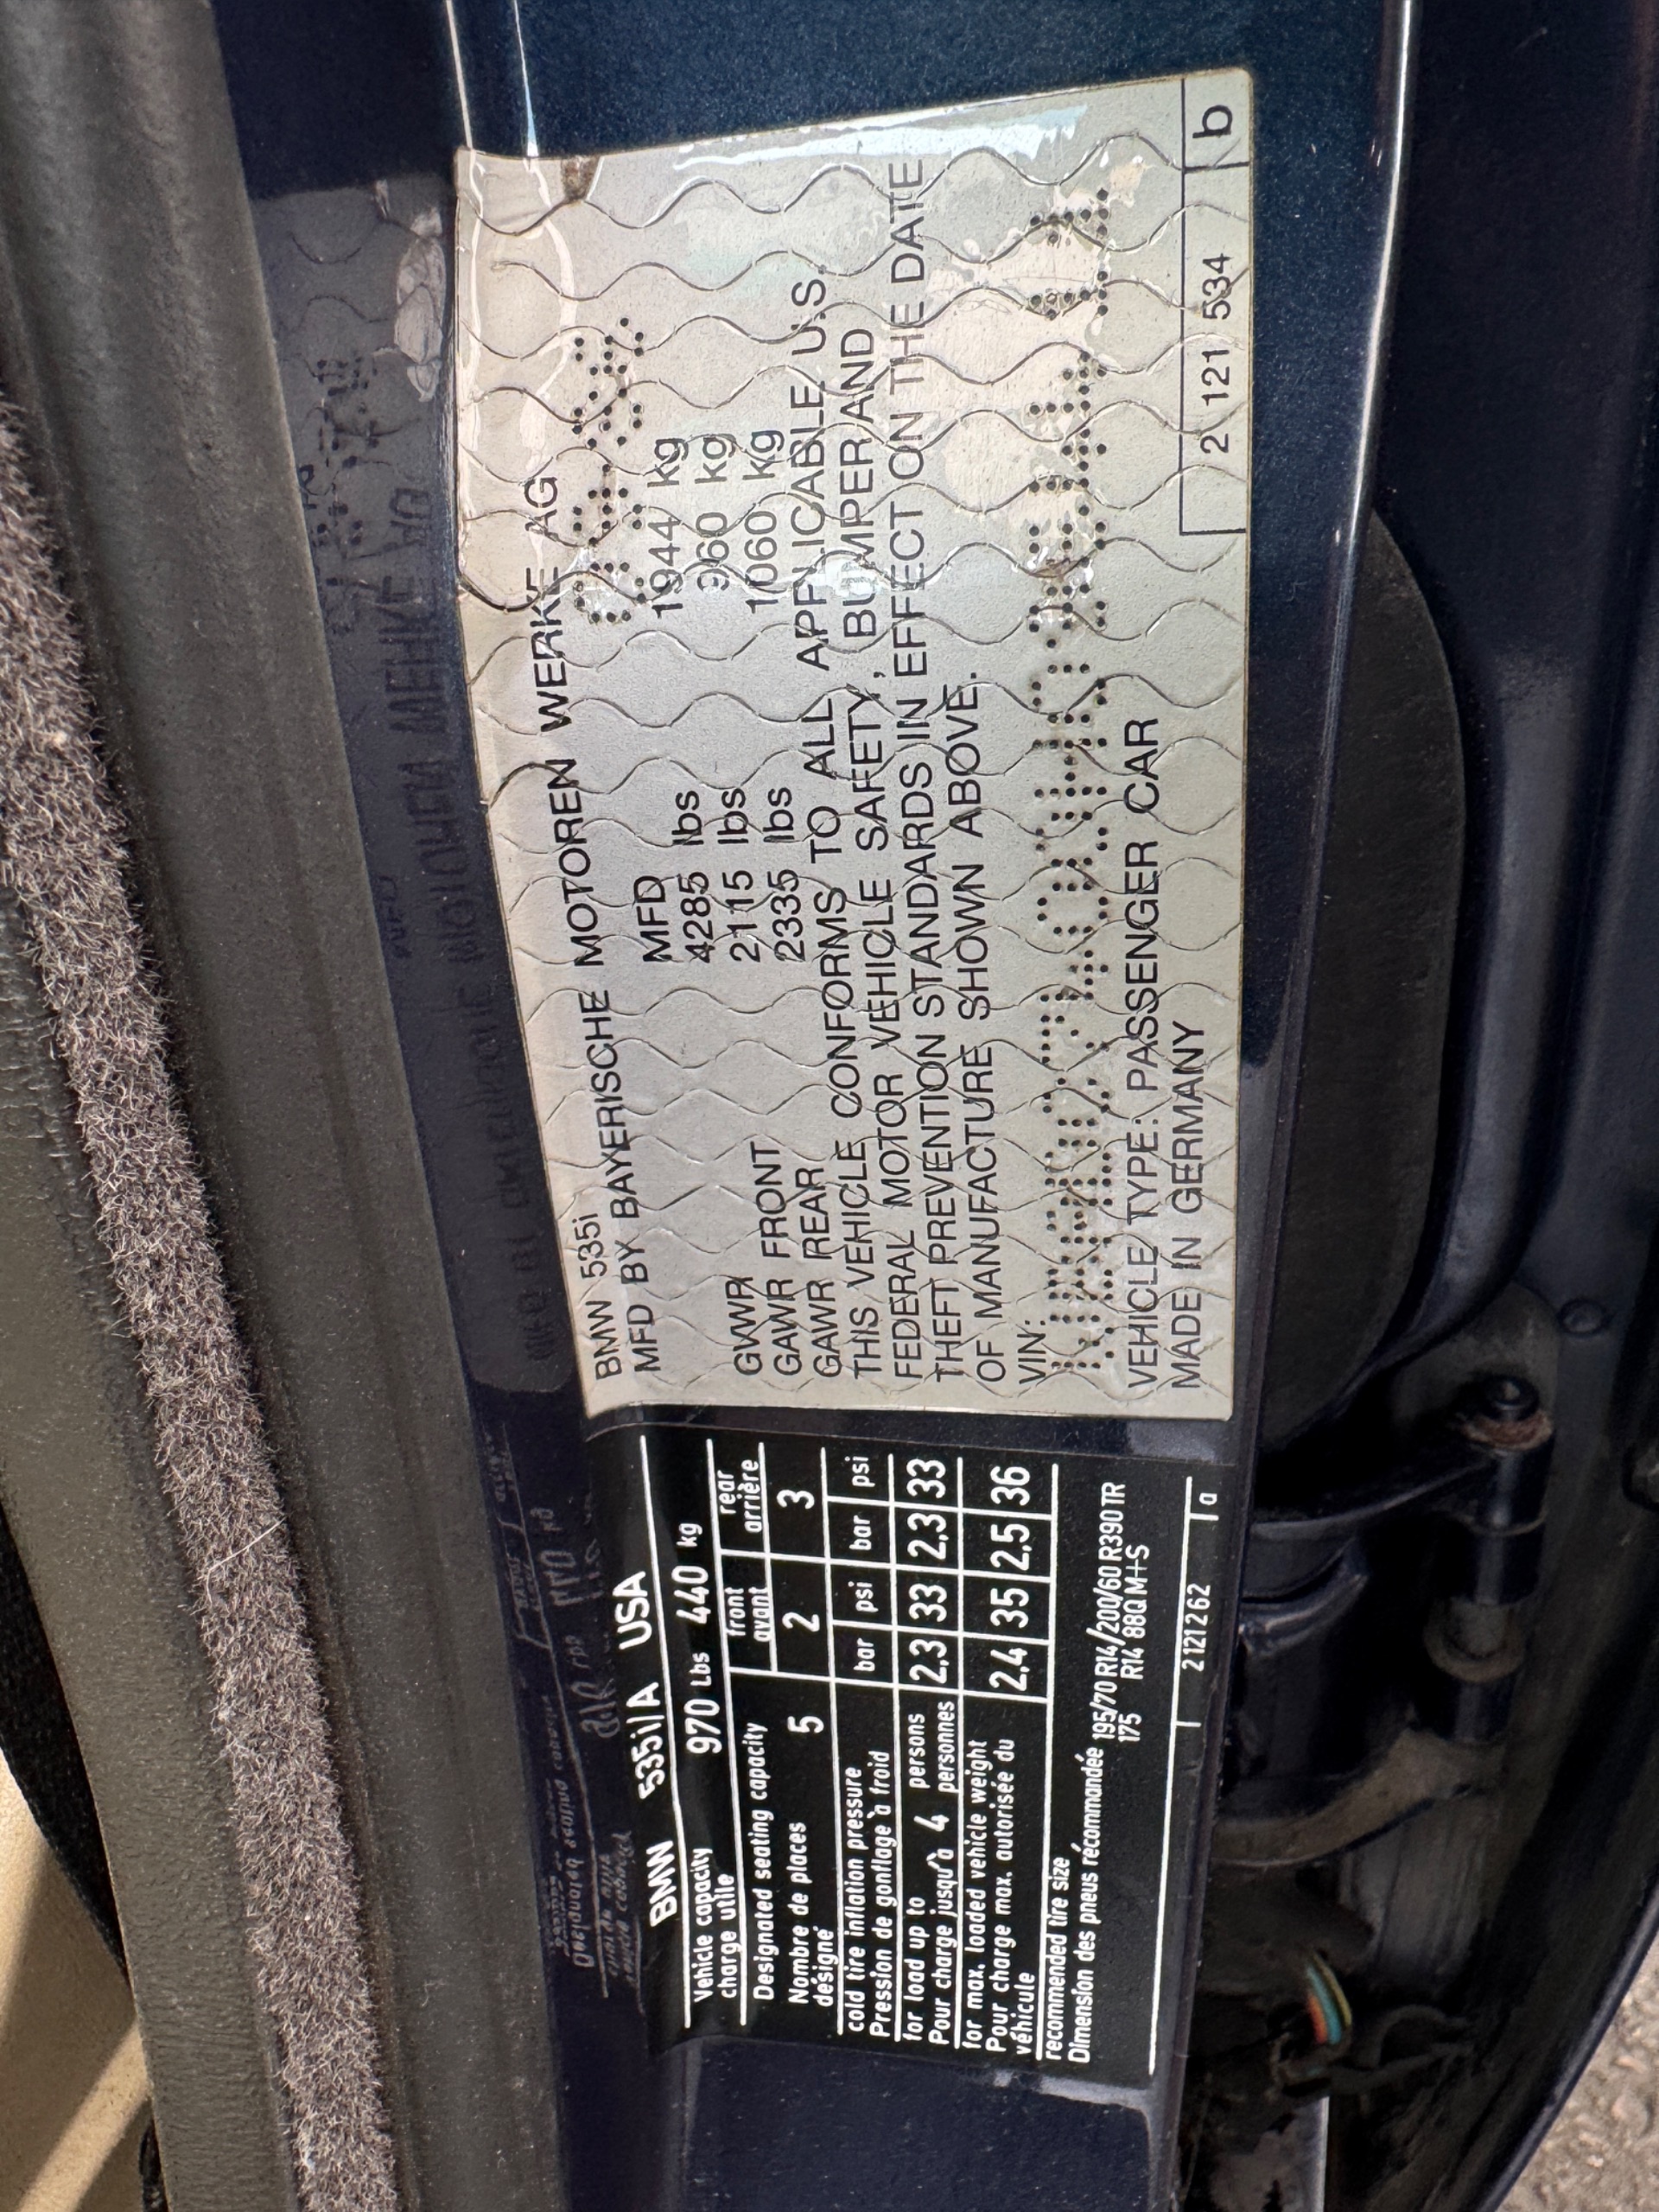 BMW 535i
MFD BY BAYERISCHE MOTOREN WERKE AG
MFD
GVWR 4285 lbs 1944 kg
GAWR FRONT 2115 lbs 960 kg
GAWR REAR 2335 lbs 1060 kg
THIS VEHICLE CONFORMS TO ALL APPLICABLE U.S.
FEDERAL MOTOR VEHICLE SAFETY, BUMPER AND
THEFT PREVENTION STANDARDS IN EFFECT ON THE DATE
OF MANUFACTURE SHOWN ABOVE.
VIN:
VEHICLE TYPE: PASSENGER CAR
MADE IN GERMANY
2 121 534 b
BMW 535i/A USA
Vehicle capacity 970 Lbs 440 kg
charge utile
front rear
avant arrière
Designated seating capacity
Nombre de places 5 2 3
désigné
cold tire inflation pressure bar psi bar psi
Pression de gonflage à froid
for load up to 4 persons 2,3 33 2,3 33
Pour charge jusqu'à 4 personnes
for max. loaded vehicle weight 2,4 35 2,5 36
Pour charge max. autorisée du
véhicule
recommended tire size 195/70 R14/200/60 R390 TR
Dimension des pneus récommandée 175 R14 88Q M+S
2 121 262 a